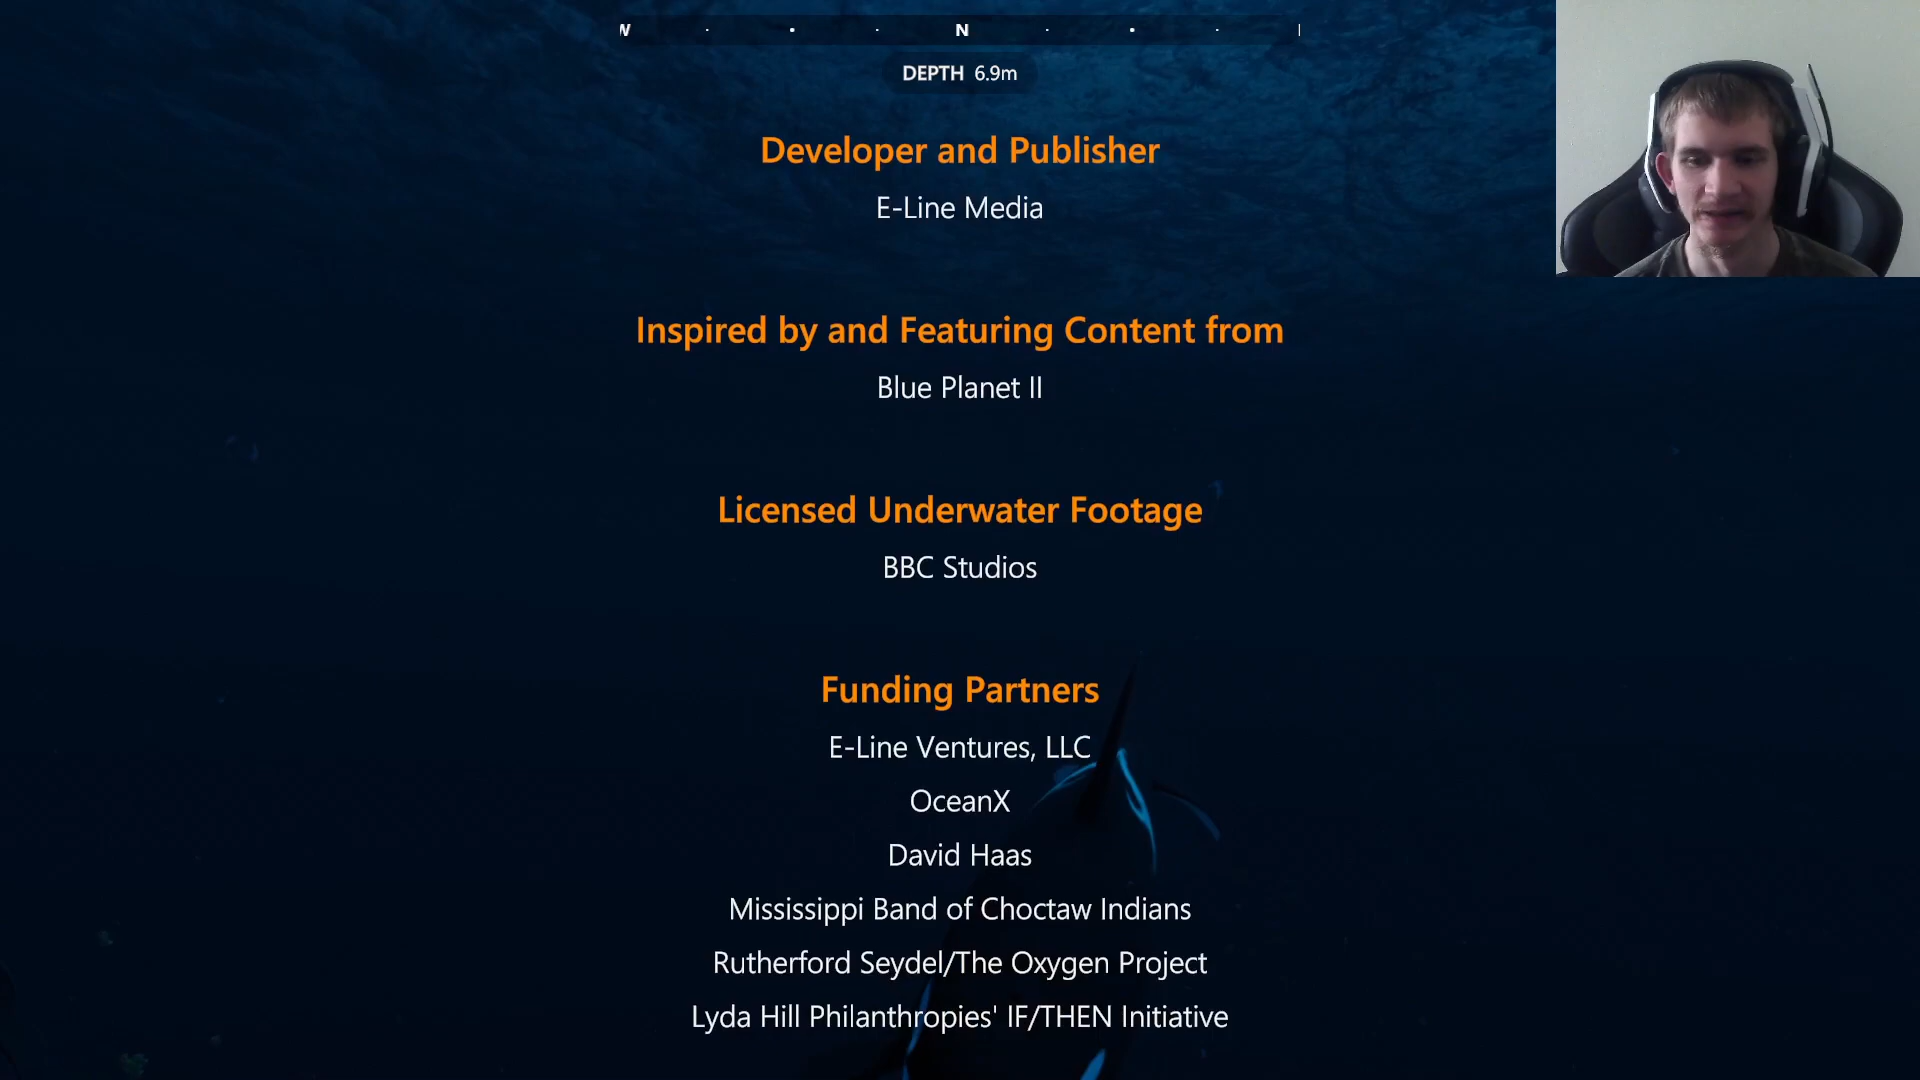 W N
DEPTH 6.9m
Developer and Publisher
E-Line Media
Inspired by and Featuring Content from
Blue Planet II
Licensed Underwater Footage
BBC Studios
Funding Partners
E-Line Ventures, LLC
OceanX
David Haas
Mississippi Band of Choctaw Indians
Rutherford Seydel/The Oxygen Project
Lyda Hill Philanthropies' IF/THEN Initiative